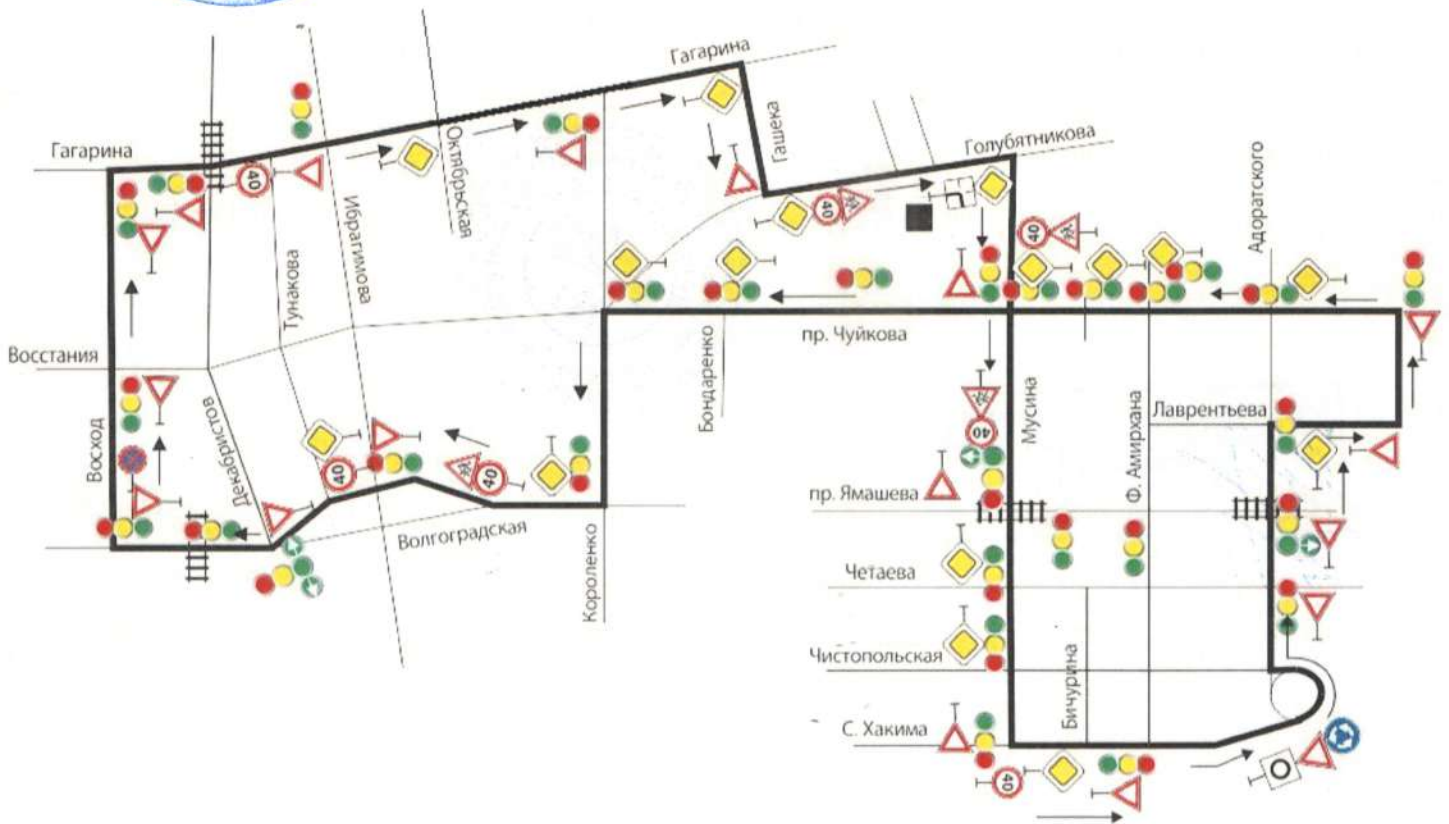 Гагарина
Гагарина
Октябрьская
Гашека
Голубятникова
Ибрагимова
Тунакова
Адоратского
40
40
40
Восстания
Восход
Декабристов
пр. Чуйкова
Бондаренко
Мусина
Ф. Амирхана
Лаврентьева
40
40
40
пр. Ямашева
Волгоградская
Короленко
Четаева
Чистопольская
Бичурина
С. Хакима
40